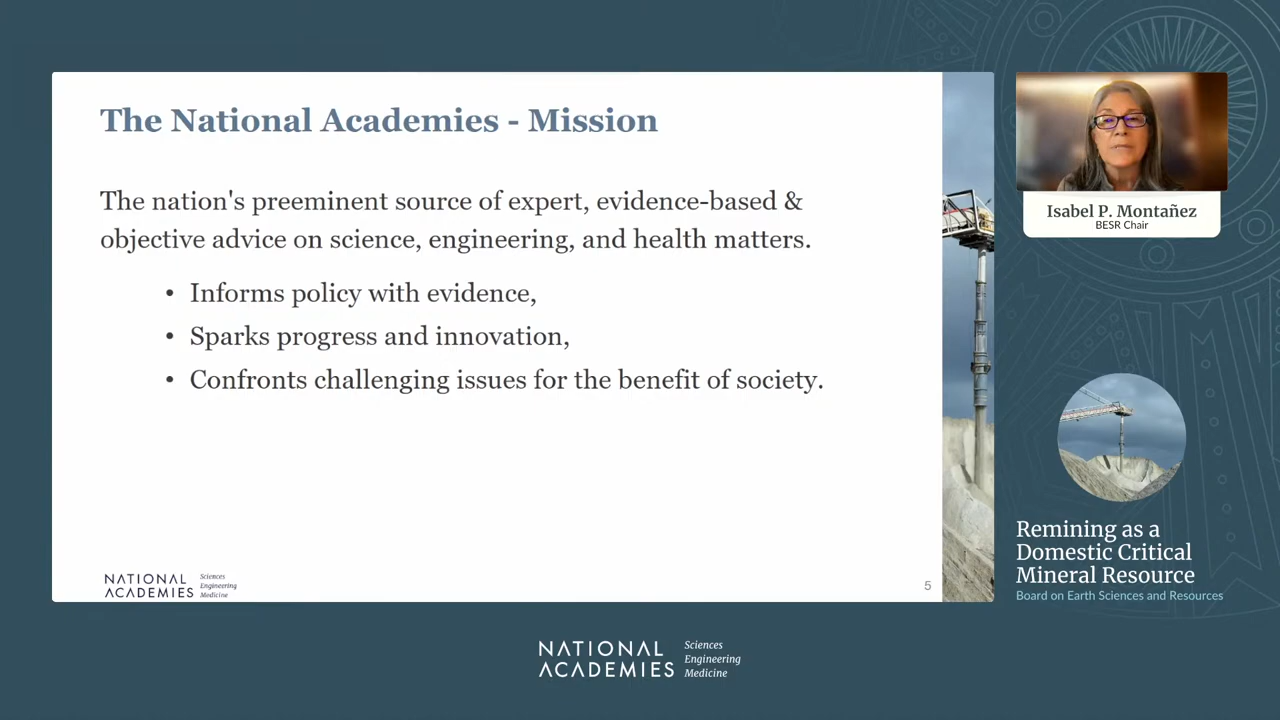 The National Academies - Mission
The nation's preeminent source of expert, evidence-based &
objective advice on science, engineering, and health matters.
• Informs policy with evidence,
• Sparks progress and innovation,
• Confronts challenging issues for the benefit of society.
NATIONAL
ACADEMIES
Sciences
Engineering
Medicine
5
Isabel P. Montañez
BESR Chair
Remining as a
Domestic Critical
Mineral Resource
Board on Earth Sciences and Resources
NATIONAL
ACADEMIES
Sciences
Engineering
Medicine